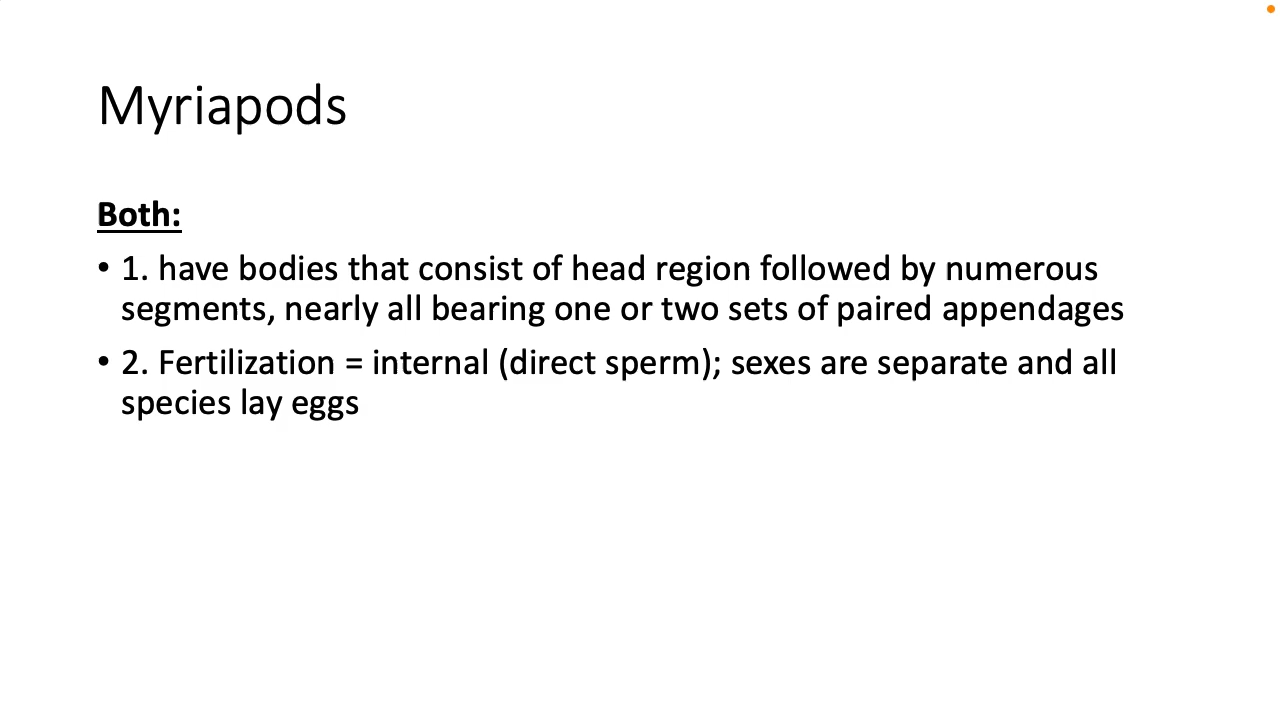 Myriapods
Both:
• 1. have bodies that consist of head region followed by numerous
segments, nearly all bearing one or two sets of paired appendages
• 2. Fertilization = internal (direct sperm); sexes are separate and all
species lay eggs